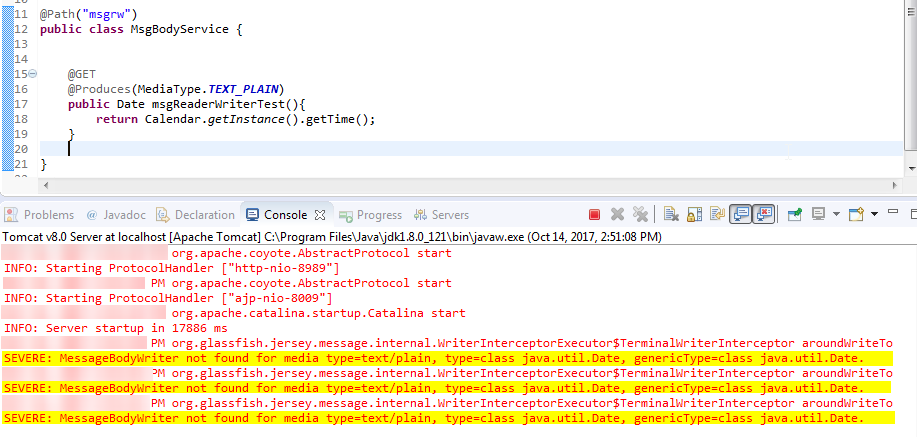 11 @Path("msgrw")
12 public class MsgBodyService {
13
14
15 @GET
16 @Produces(MediaType.TEXT_PLAIN)
17 public Date msgReaderWriterTest(){
18 return Calendar.getInstance().getTime();
19 }
20
21 }
Problems @ Javadoc Declaration Console Progress Servers
Tomcat v8.0 Server at localhost [Apache Tomcat] C:\Program Files\Java\jdk1.8.0_121\bin\javaw.exe (Oct 14, 2017, 2:51:08 PM)
org.apache.coyote.AbstractProtocol start
INFO: Starting ProtocolHandler ["http-nio-8989"]
PM org.apache.coyote.AbstractProtocol start
INFO: Starting ProtocolHandler ["ajp-nio-8009"]
org.apache.catalina.startup.Catalina start
INFO: Server startup in 17886 ms
PM org.glassfish.jersey.message.internal.WriterInterceptorExecutor$TerminalWriterInterceptor aroundWriteTo
SEVERE: MessageBodyWriter not found for media type=text/plain, type=class java.util.Date, genericType=class java.util.Date.
PM org.glassfish.jersey.message.internal.WriterInterceptorExecutor$TerminalWriterInterceptor aroundWriteTo
SEVERE: MessageBodyWriter not found for media type=text/plain, type=class java.util.Date, genericType=class java.util.Date.
PM org.glassfish.jersey.message.internal.WriterInterceptorExecutor$TerminalWriterInterceptor aroundWriteTo
SEVERE: MessageBodyWriter not found for media type=text/plain, type=class java.util.Date, genericType=class java.util.Date.